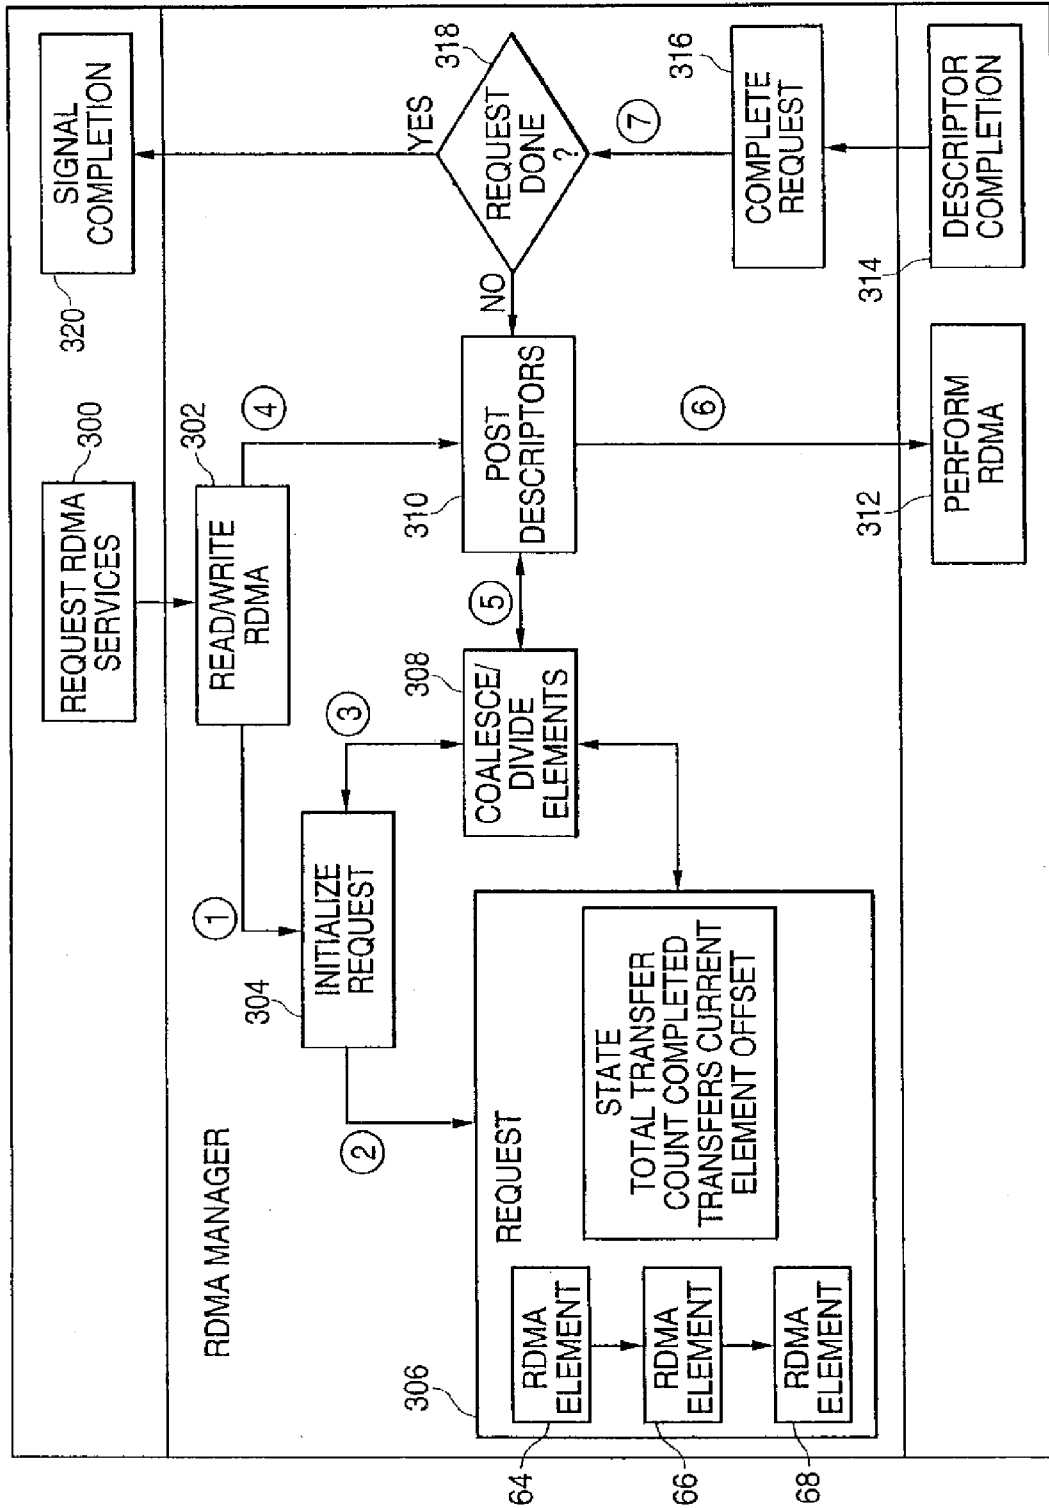 REQUEST RDMA
SERVICES
300
SIGNAL
COMPLETION
320
RDMA MANAGER
READ/WRITE
RDMA
302
1
INITIALIZE
REQUEST
304
2
3
4
COALESCE/
DIVIDE
ELEMENTS
308
5
POST
DESCRIPTORS
310
NO
REQUEST
DONE
?
318
YES
306
REQUEST
RDMA
ELEMENT
64
RDMA
ELEMENT
66
RDMA
ELEMENT
68
STATE
TOTAL TRANSFER
COUNT COMPLETED
TRANSFERS CURRENT
ELEMENT OFFSET
6
7
COMPLETE
REQUEST
316
PERFORM
RDMA
312
DESCRIPTOR
COMPLETION
314